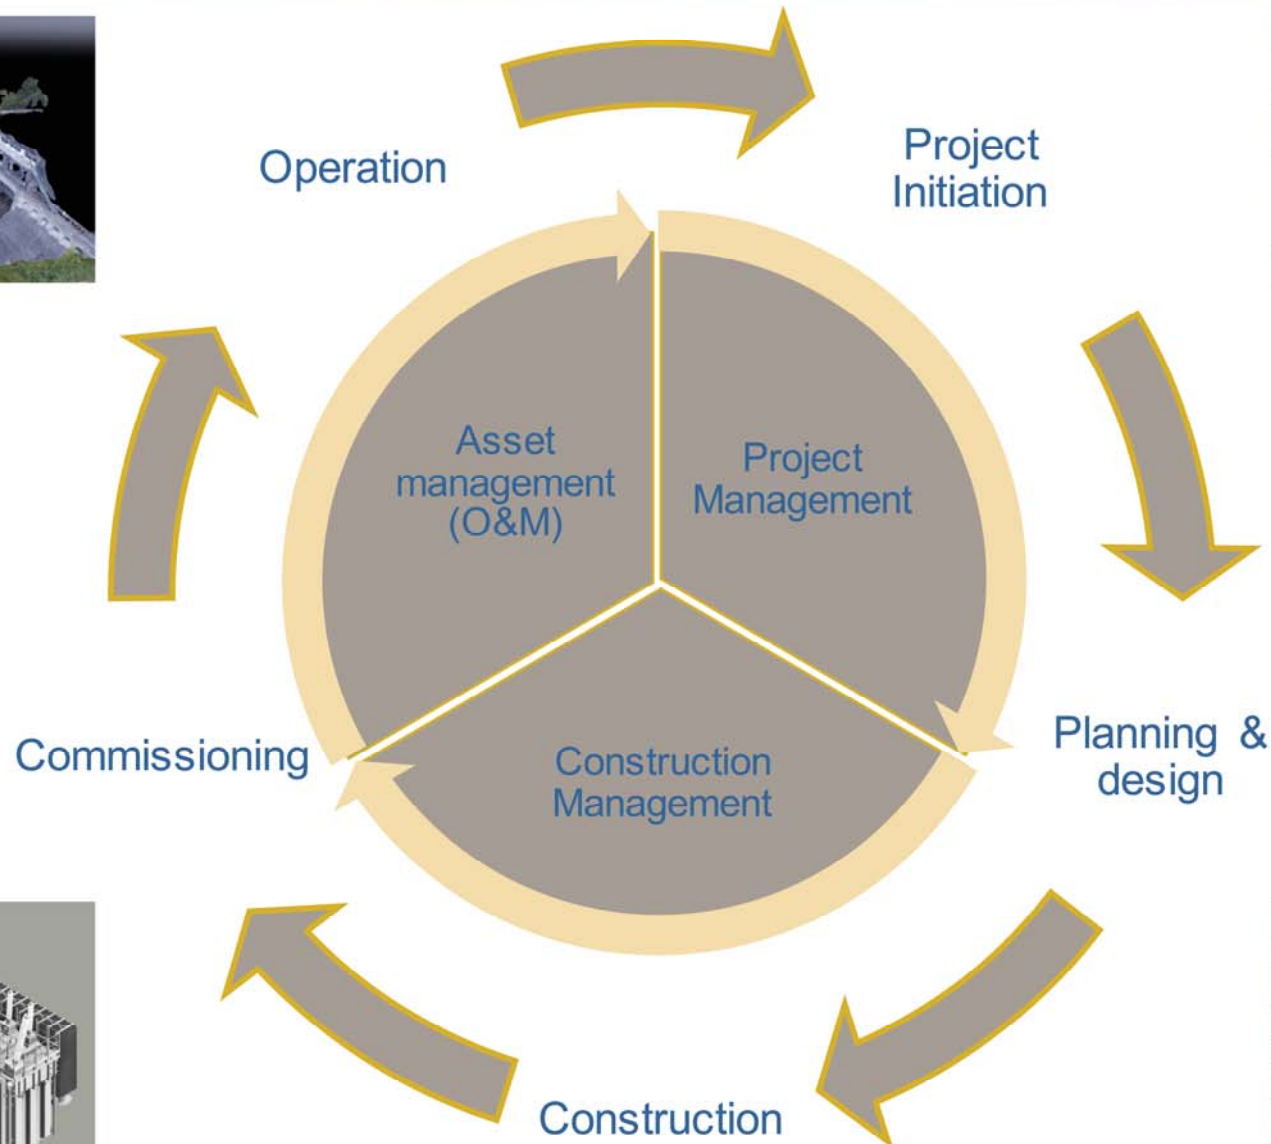 Operation
Project
Initiation
Asset
management
(O&M)
Project
Management
Commissioning
Construction
Management
Planning &
design
Construction